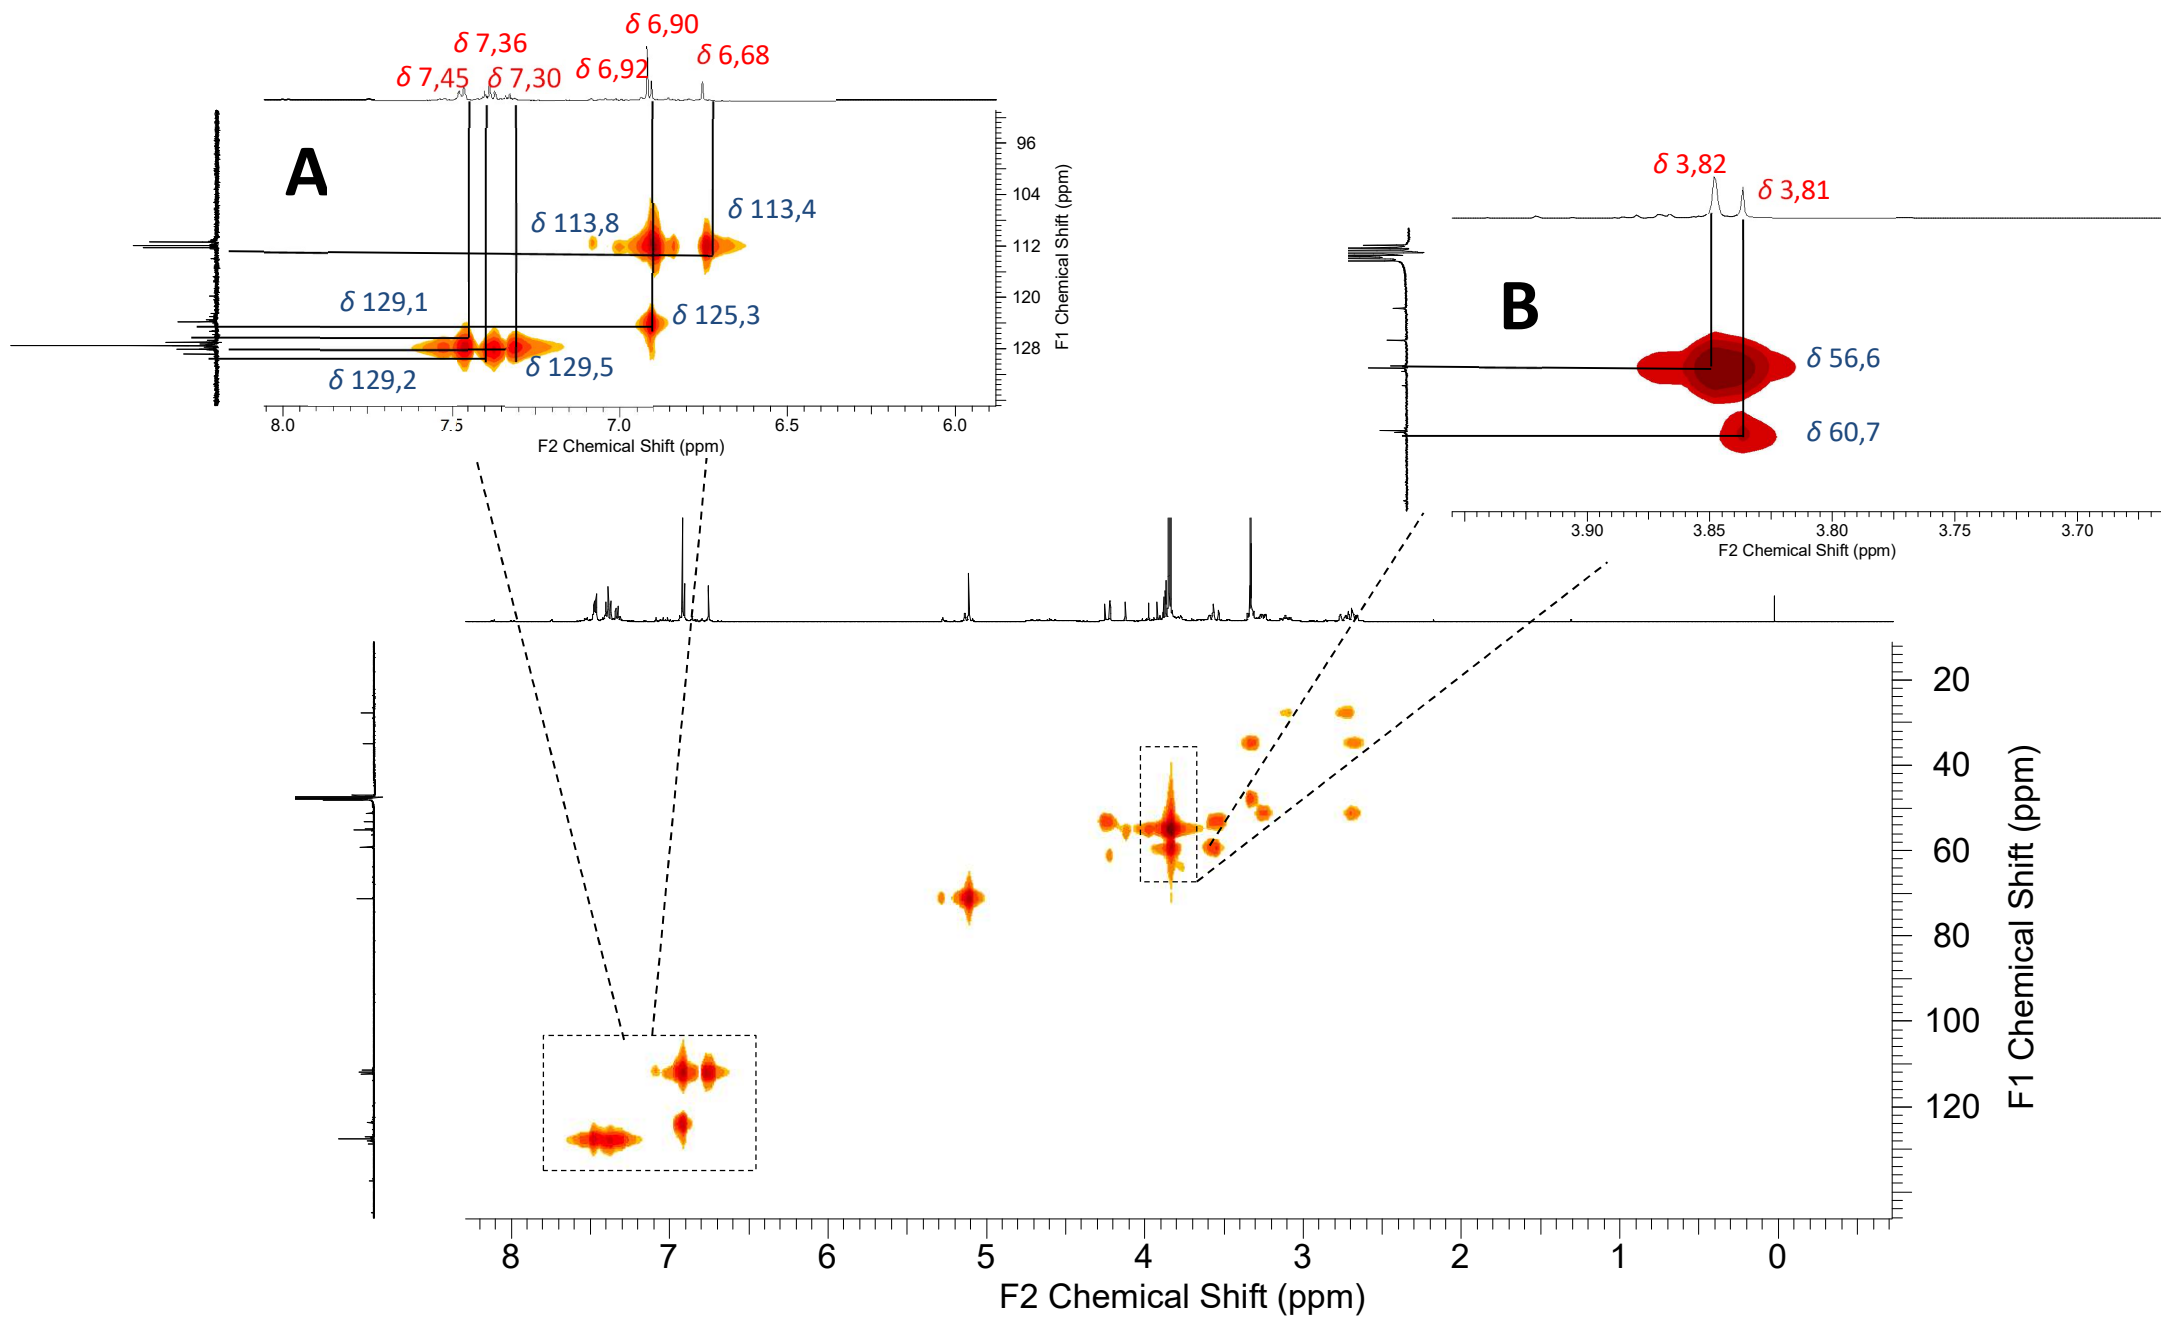 δ 6,90
δ 7,36
δ 6,68
δ 6,92
δ 7,45
δ 7,30
A
96
104
112
120
128
F1 Chemical Shift (ppm)
δ 113,8
δ 113,4
δ 129,1
δ 125,3
δ 129,5
δ 129,2
8.0
7.5
7.0
6.5
6.0
F2 Chemical Shift (ppm)
δ 3,82
δ 3,81
B
δ 56,6
δ 60,7
3.90
3.85
3.80
3.75
3.70
F2 Chemical Shift (ppm)
20
40
60
80
100
120
F1 Chemical Shift (ppm)
8
7
6
5
4
3
2
1
0
F2 Chemical Shift (ppm)